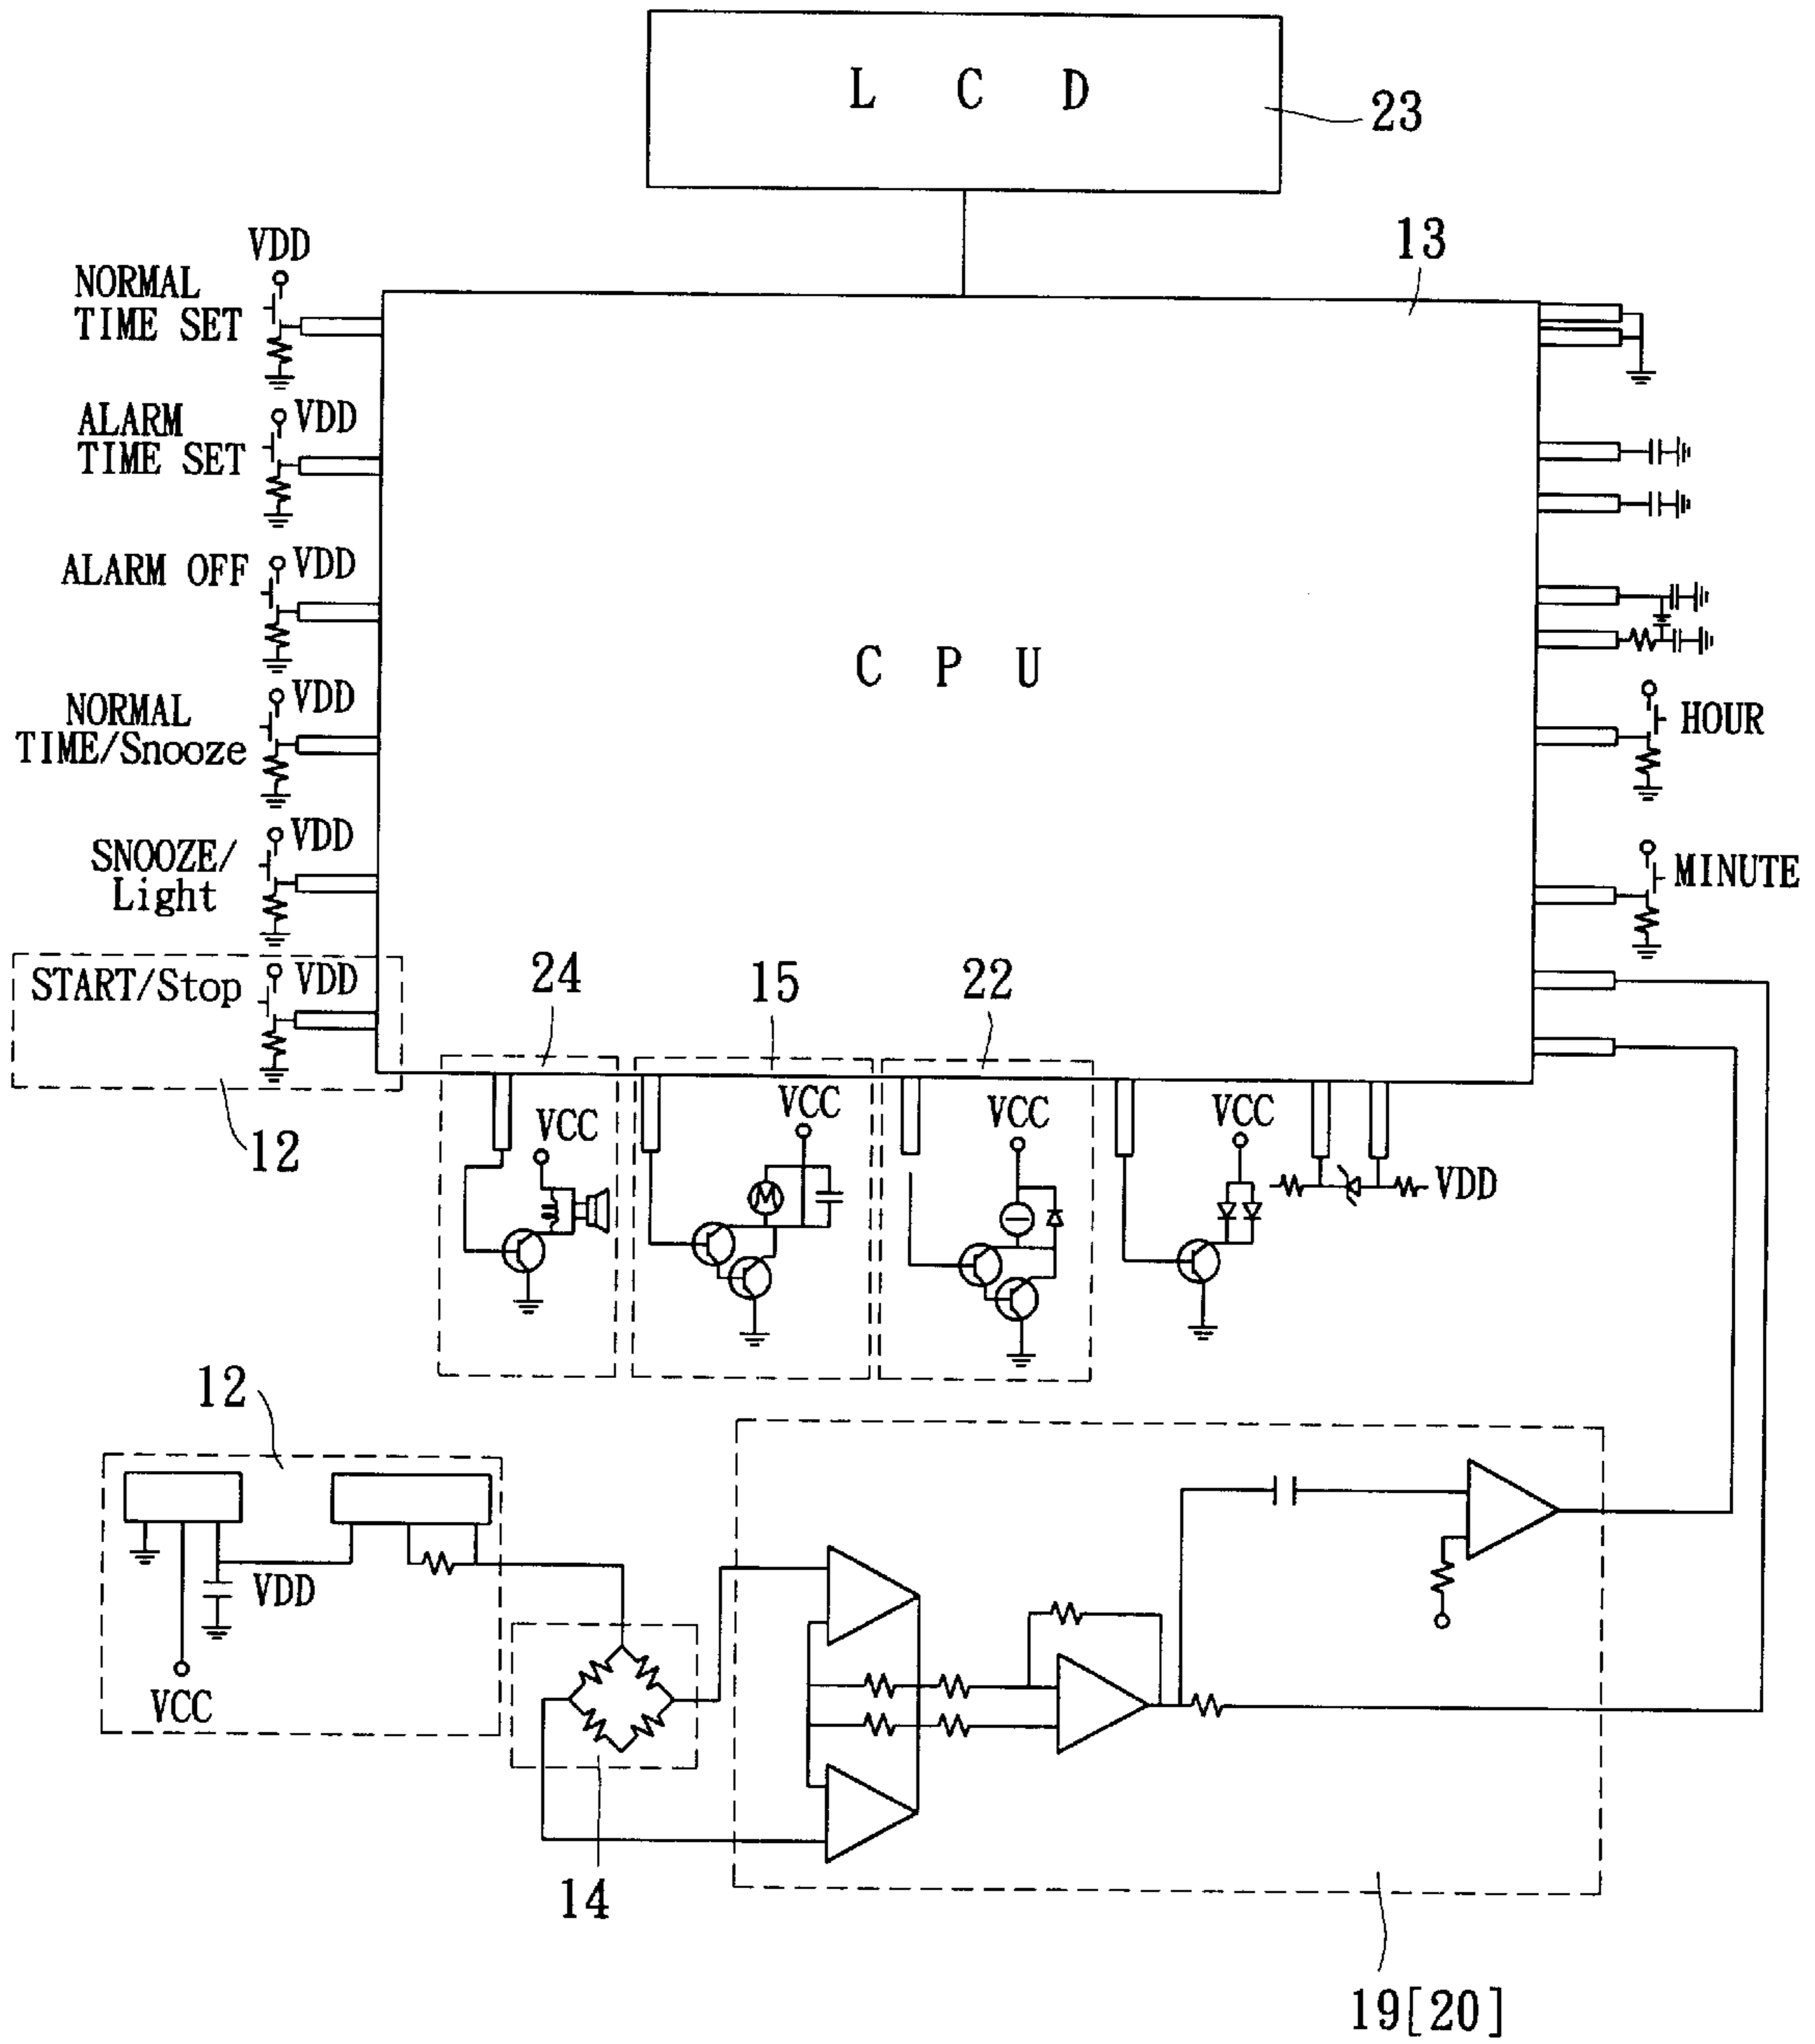 L C D
23
13
VDD
NORMAL
TIME SET
ALARM
TIME SET
VDD
ALARM OFF
VDD
C P U
NORMAL
TIME/Snooze
VDD
HOUR
SNOOZE/
Light
VDD
MINUTE
START/Stop
VDD
24
15
22
12
VCC
VCC
VCC
VCC
VDD
12
VDD
VCC
14
19[20]